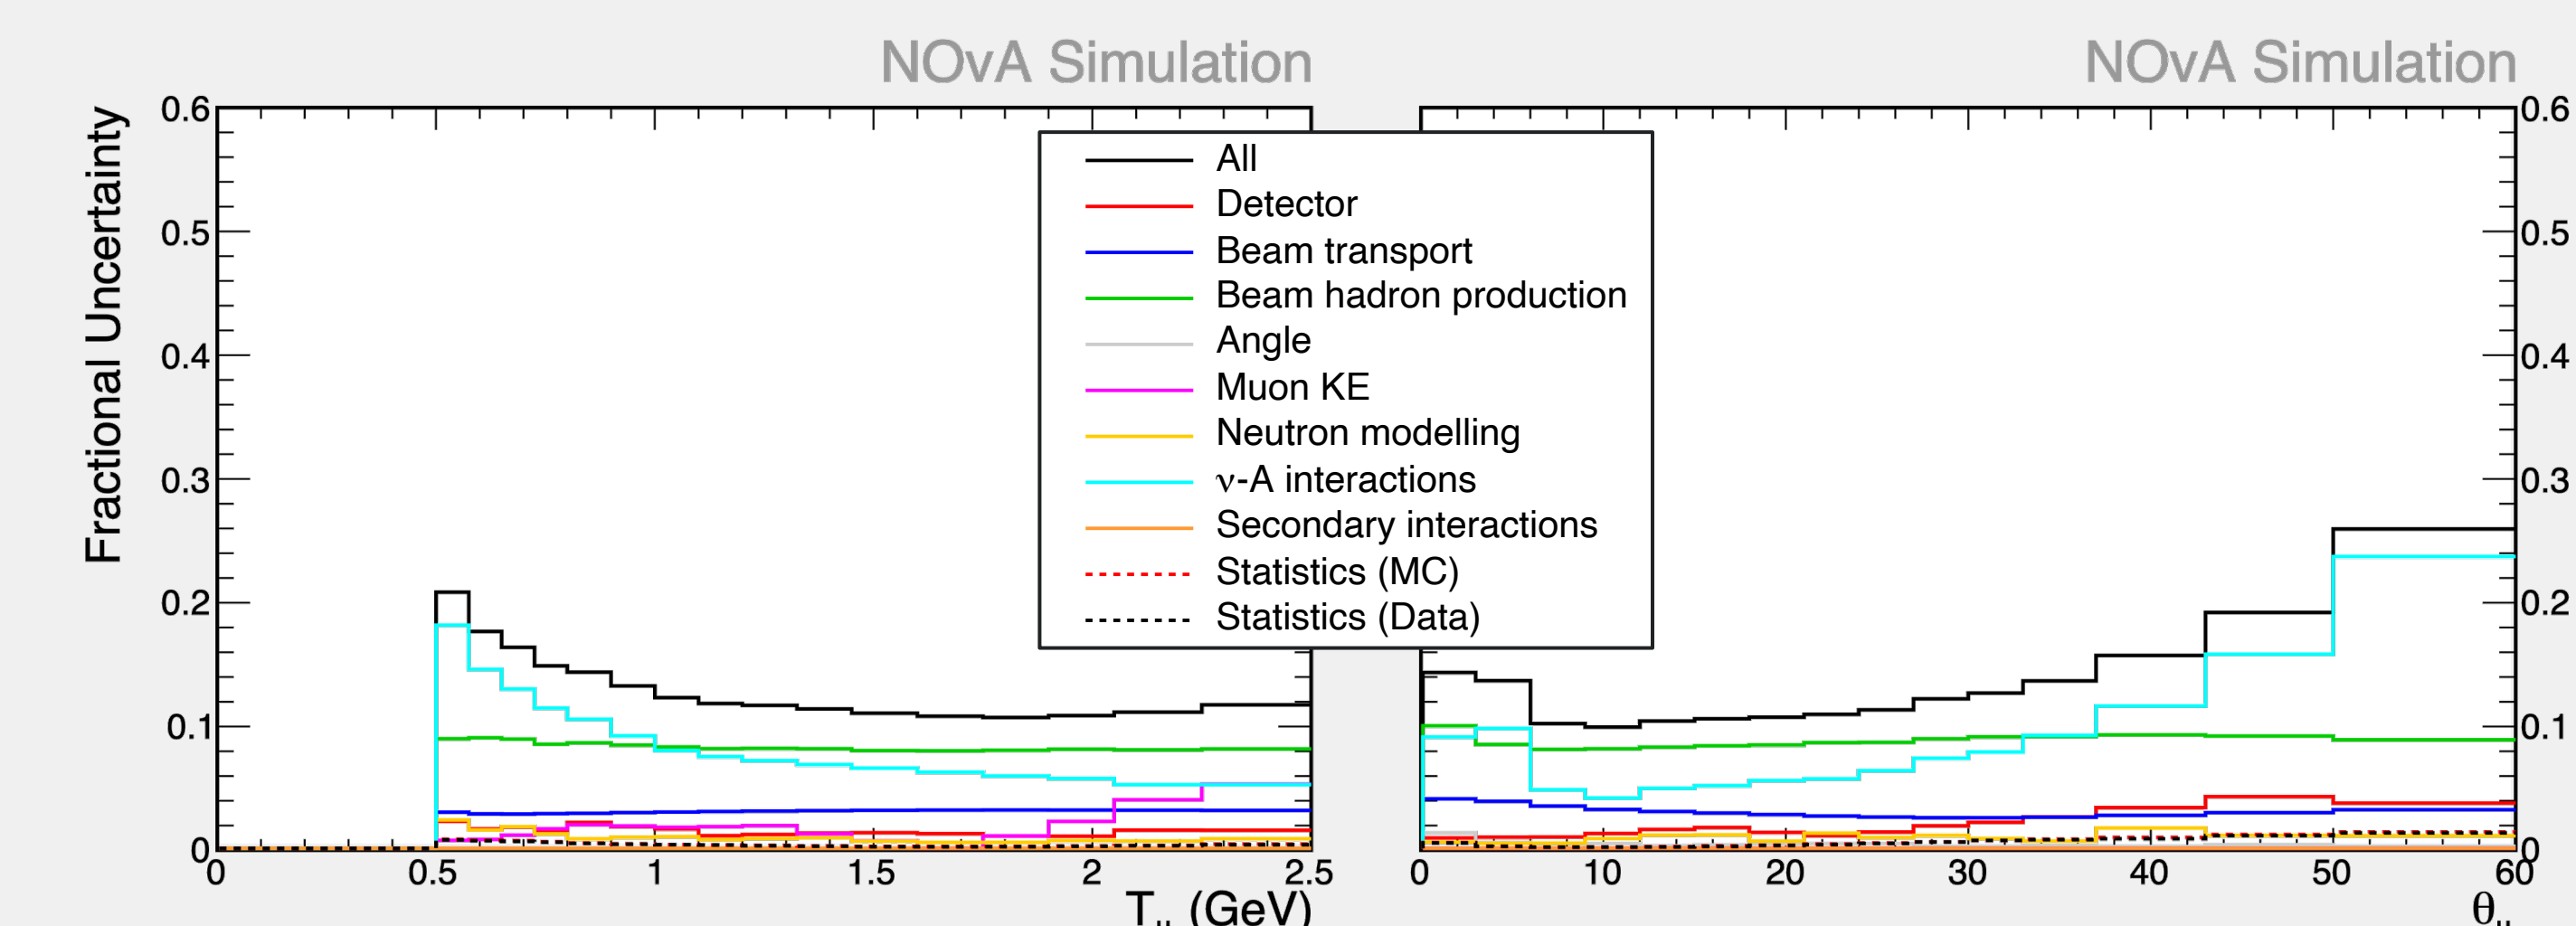 NOvA Simulation
NOvA Simulation
Fractional Uncertainty
0.6
0.5
0.4
0.3
0.2
0.1
0
0 0.5 1 1.5 2 2.5
T (GeV)
All
Detector
Beam transport
Beam hadron production
Angle
Muon KE
Neutron modelling
ν-A interactions
Secondary interactions
Statistics (MC)
Statistics (Data)
0.6
0.5
0.4
0.3
0.2
0.1
0
0 10 20 30 40 50 60
θ